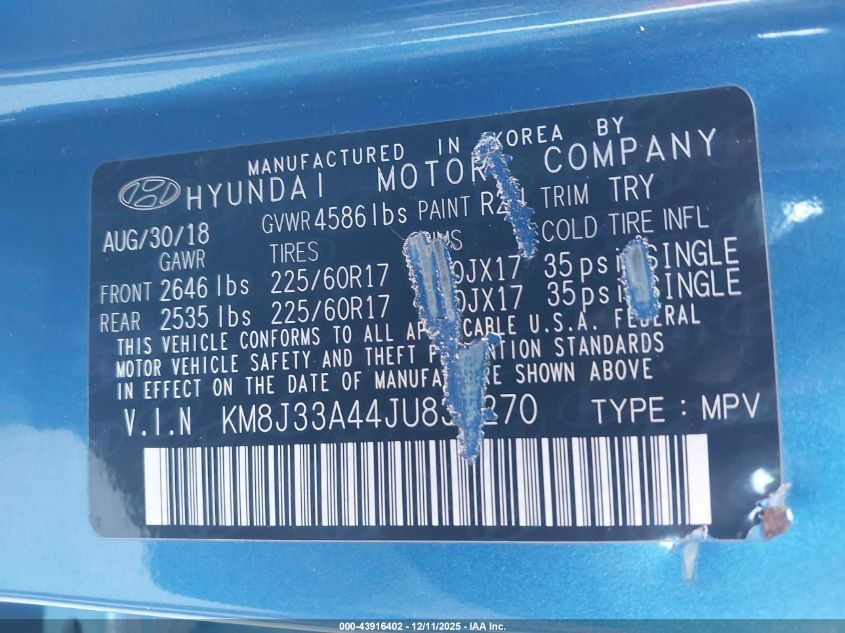 MANUFACTURED IN KOREA BY
HYUNDAI MOTOR COMPANY
AUG/30/18 GVWR 4586 lbs PAINT TRIM TRY
GAWR TIRES COLD TIRE INFL
FRONT 2646 lbs 225/60R17 35 psi SINGLE
REAR 2535 lbs 225/60R17 35 psi SINGLE
THIS VEHICLE CONFORMS TO ALL APPLICABLE U.S.A. FEDERAL
MOTOR VEHICLE SAFETY AND THEFT PREVENTION STANDARDS
IN EFFECT ON THE DATE OF MANUFACTURE SHOWN ABOVE
V.I.N TYPE : MPV
000-43916402 - 12/11/2025 - IAA Inc.